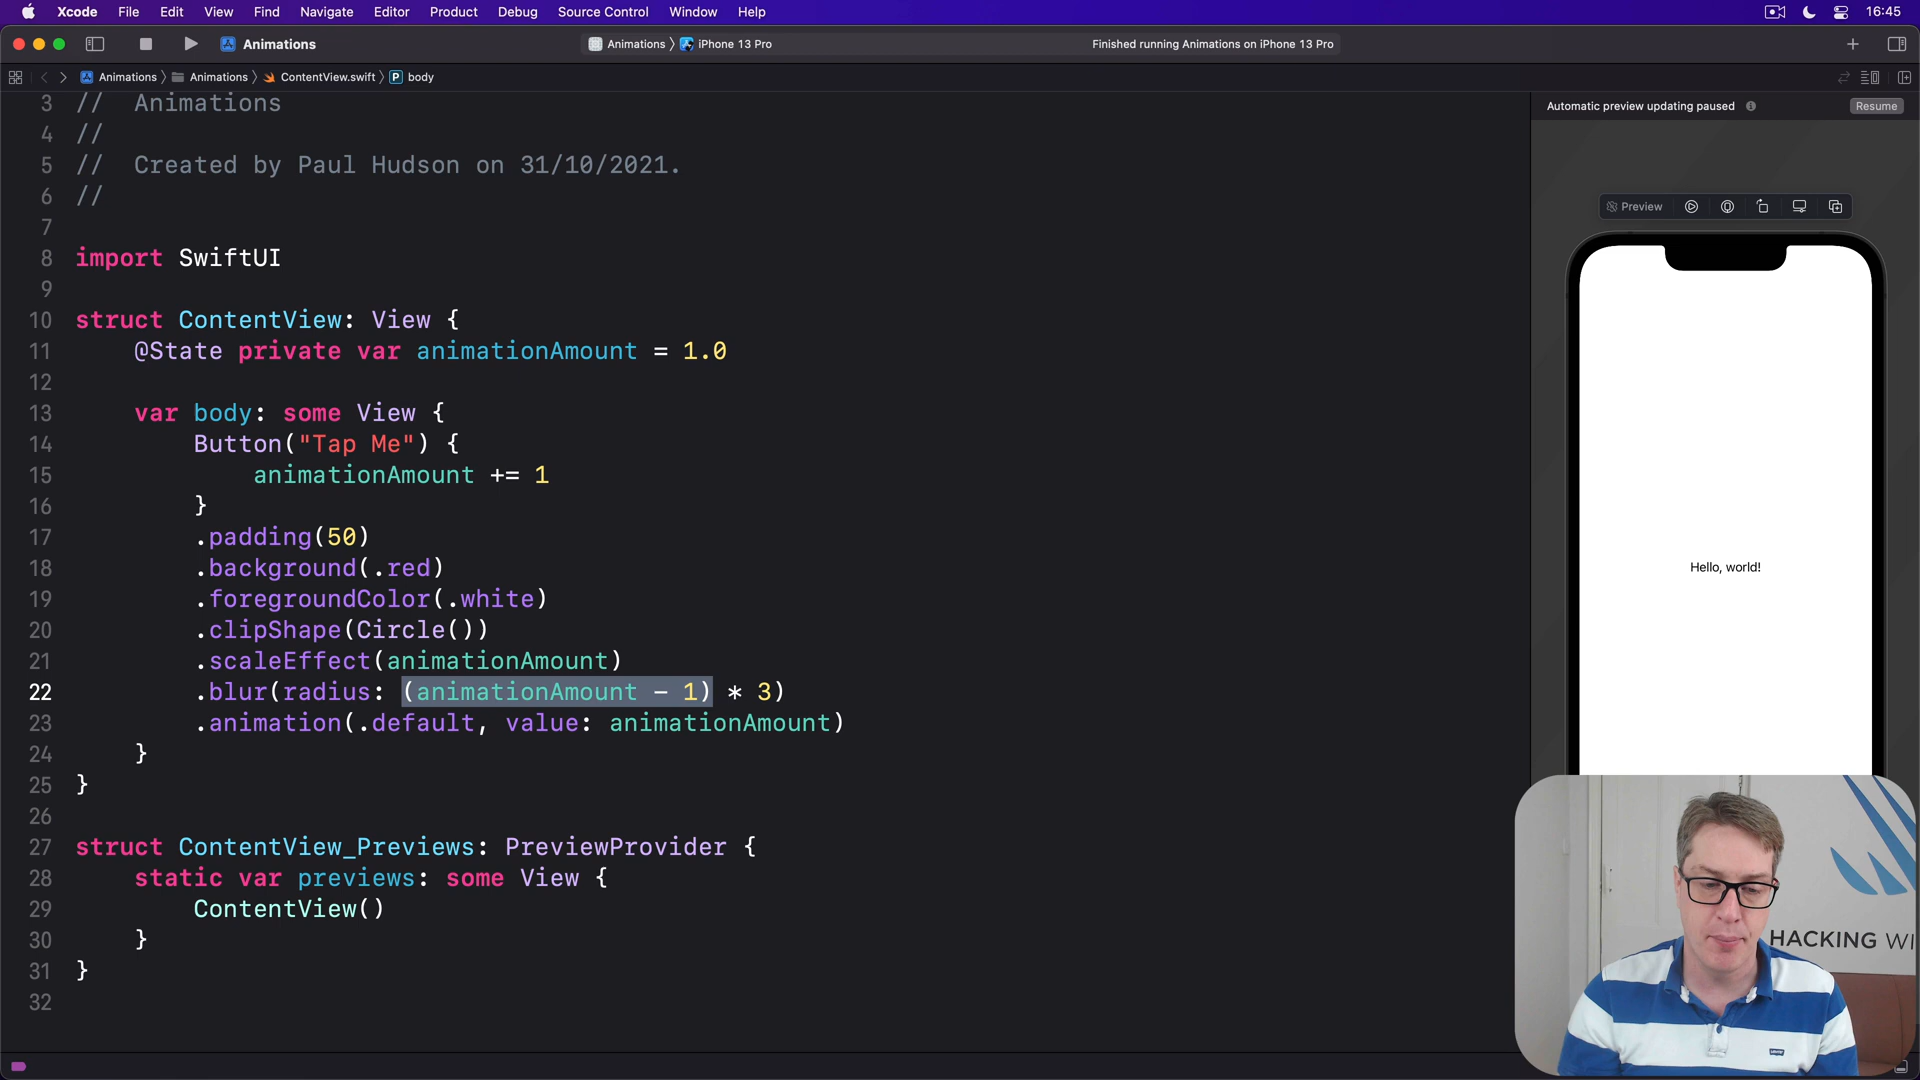 Xcode File Edit View Find Navigate Editor Product Debug Source Control Window Help 16:45
Animations Animations 〉 iPhone 13 Pro Finished running Animations on iPhone 13 Pro
Animations 〉 Animations 〉 ContentView.swift 〉 P body
Automatic preview updating paused Resume
Preview
Hello, world!
3 // Animations
4 //
5 // Created by Paul Hudson on 31/10/2021.
6 //
7
8 import SwiftUI
9
10 struct ContentView: View {
11 @State private var animationAmount = 1.0
12
13 var body: some View {
14 Button("Tap Me") {
15 animationAmount += 1
16 }
17 .padding(50)
18 .background(.red)
19 .foregroundColor(.white)
20 .clipShape(Circle())
21 .scaleEffect(animationAmount)
22 .blur(radius: (animationAmount - 1) * 3)
23 .animation(.default, value: animationAmount)
24 }
25 }
26
27 struct ContentView_Previews: PreviewProvider {
28 static var previews: some View {
29 ContentView()
30 }
31 }
32
HACKING WI